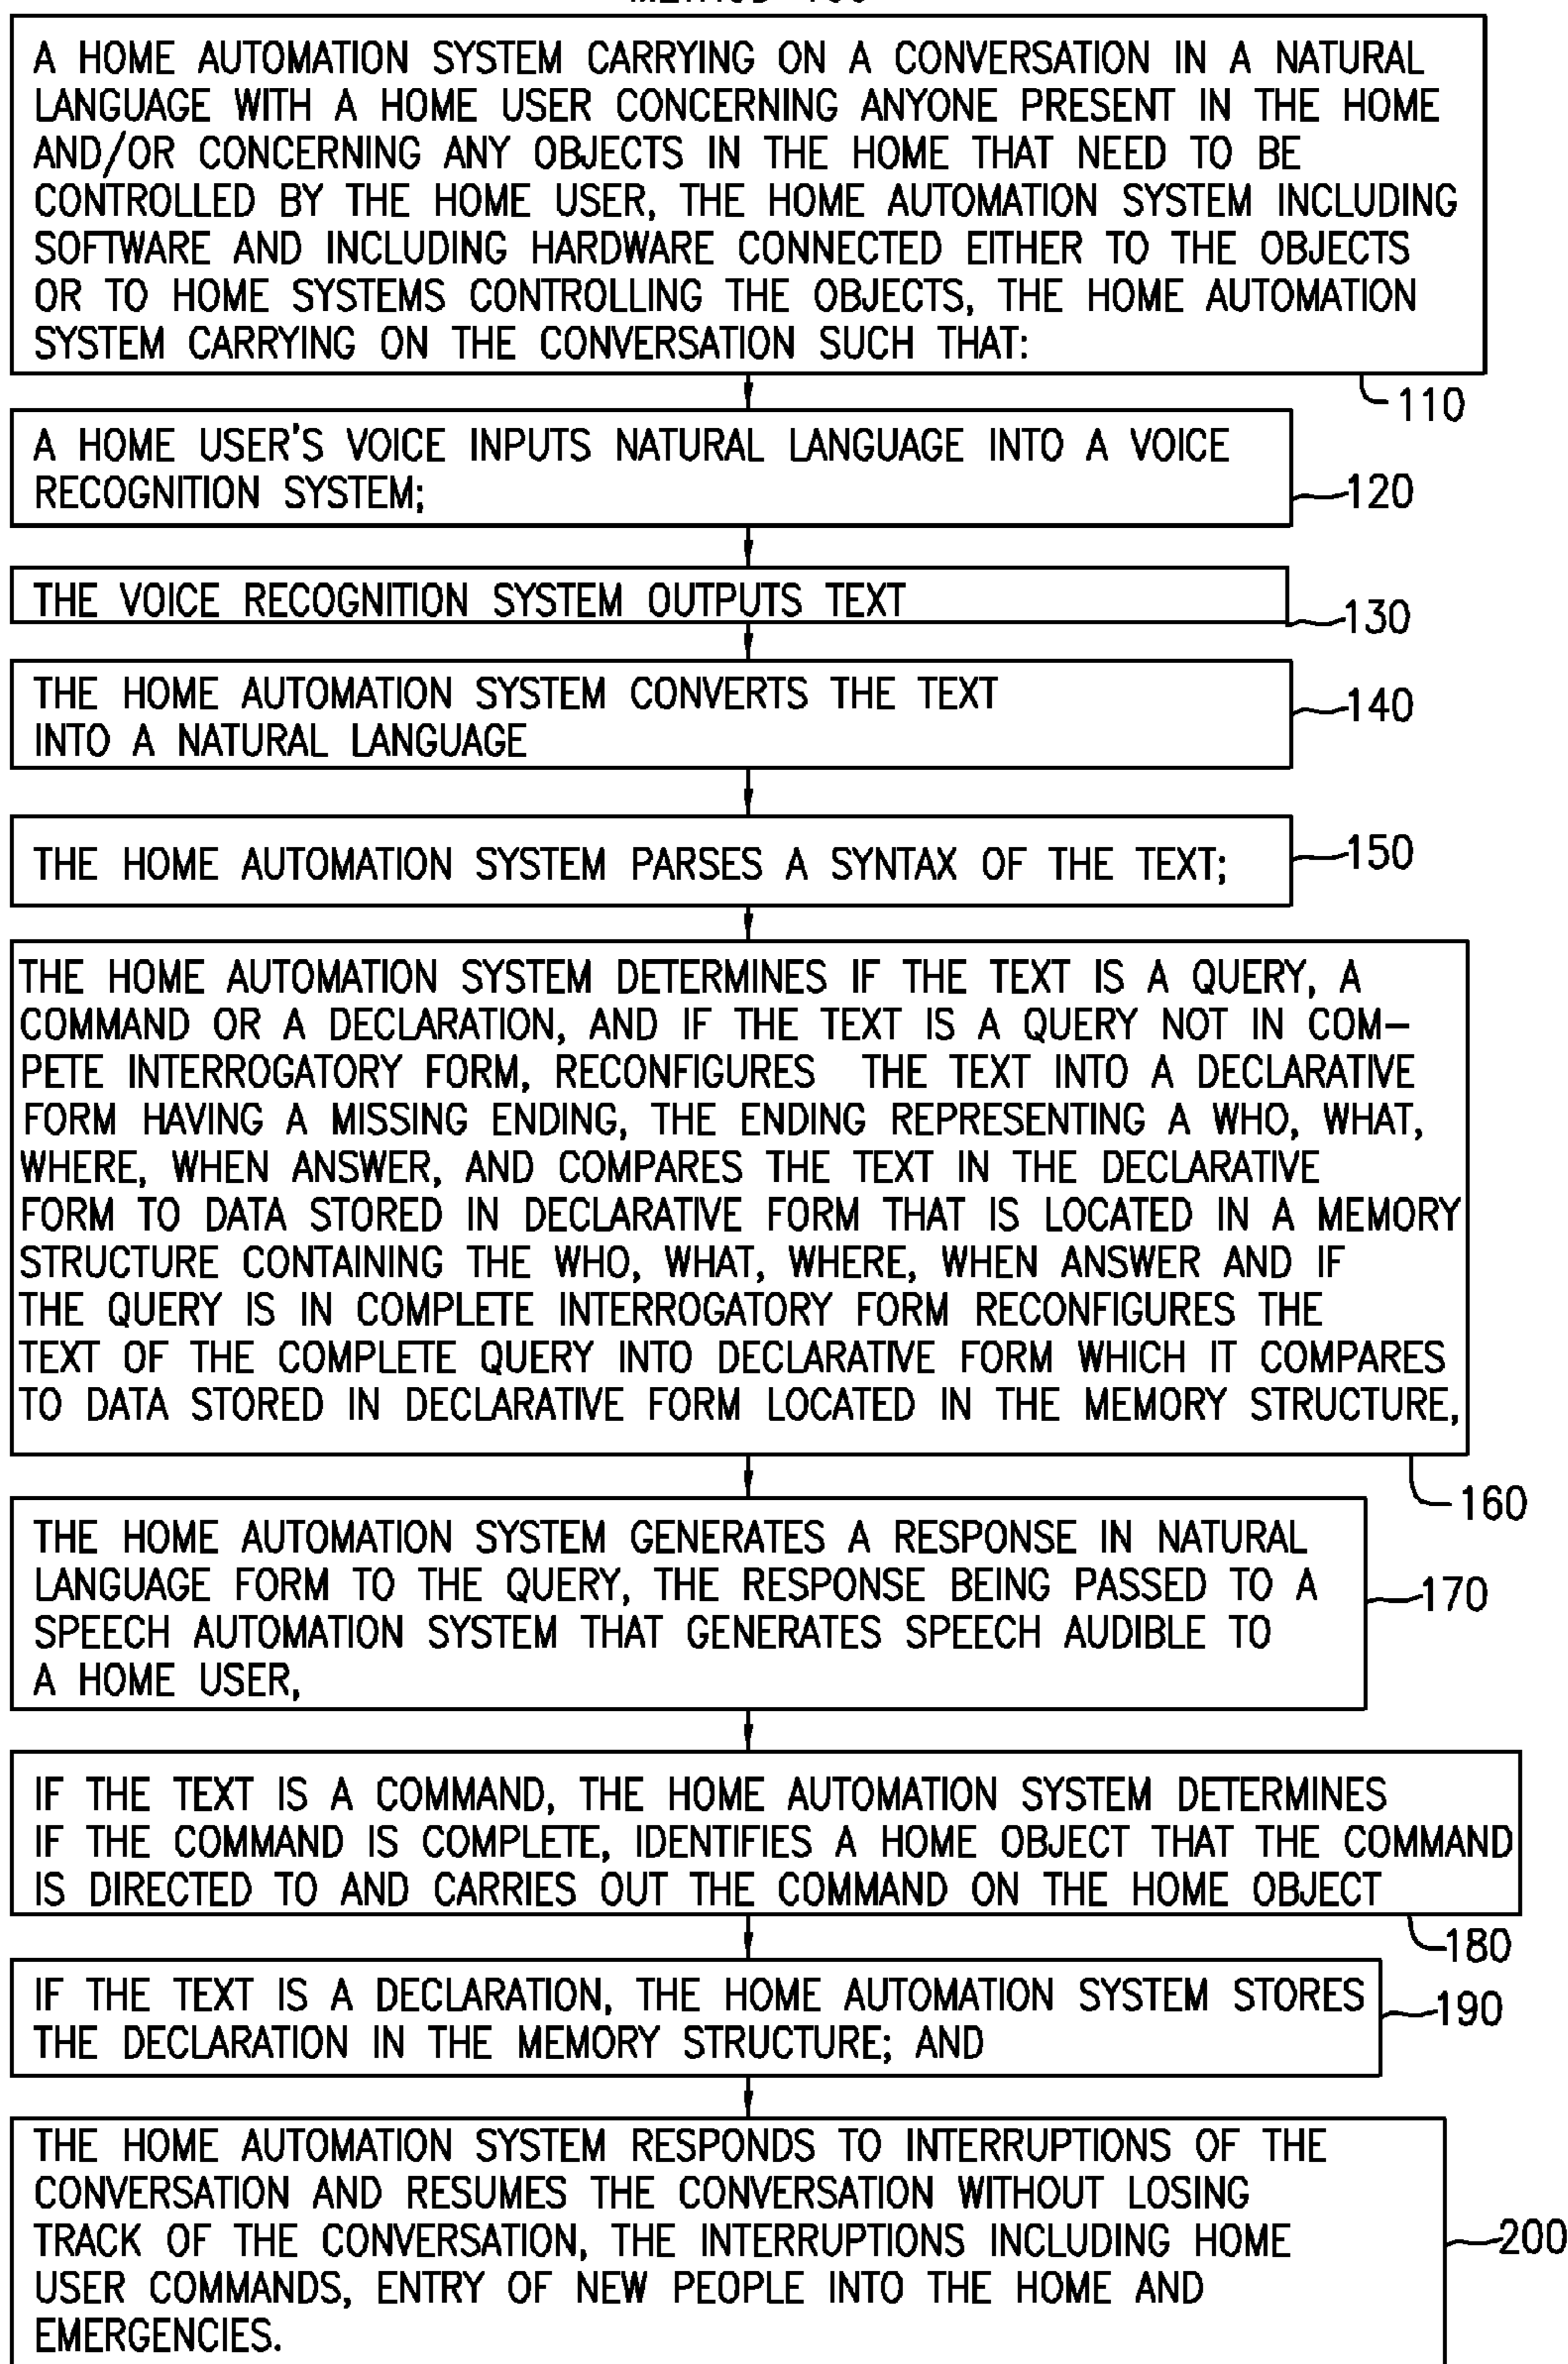 A HOME AUTOMATION SYSTEM CARRYING ON A CONVERSATION IN A NATURAL
LANGUAGE WITH A HOME USER CONCERNING ANYONE PRESENT IN THE HOME
AND/OR CONCERNING ANY OBJECTS IN THE HOME THAT NEED TO BE
CONTROLLED BY THE HOME USER, THE HOME AUTOMATION SYSTEM INCLUDING
SOFTWARE AND INCLUDING HARDWARE CONNECTED EITHER TO THE OBJECTS
OR TO HOME SYSTEMS CONTROLLING THE OBJECTS, THE HOME AUTOMATION
SYSTEM CARRYING ON THE CONVERSATION SUCH THAT:
110
A HOME USER'S VOICE INPUTS NATURAL LANGUAGE INTO A VOICE
RECOGNITION SYSTEM;
120
THE VOICE RECOGNITION SYSTEM OUTPUTS TEXT
130
THE HOME AUTOMATION SYSTEM CONVERTS THE TEXT
INTO A NATURAL LANGUAGE
140
THE HOME AUTOMATION SYSTEM PARSES A SYNTAX OF THE TEXT;
150
THE HOME AUTOMATION SYSTEM DETERMINES IF THE TEXT IS A QUERY, A
COMMAND OR A DECLARATION, AND IF THE TEXT IS A QUERY NOT IN COM-
PETE INTERROGATORY FORM, RECONFIGURES THE TEXT INTO A DECLARATIVE
FORM HAVING A MISSING ENDING, THE ENDING REPRESENTING A WHO, WHAT,
WHERE, WHEN ANSWER, AND COMPARES THE TEXT IN THE DECLARATIVE
FORM TO DATA STORED IN DECLARATIVE FORM THAT IS LOCATED IN A MEMORY
STRUCTURE CONTAINING THE WHO, WHAT, WHERE, WHEN ANSWER AND IF
THE QUERY IS IN COMPLETE INTERROGATORY FORM RECONFIGURES THE
TEXT OF THE COMPLETE QUERY INTO DECLARATIVE FORM WHICH IT COMPARES
TO DATA STORED IN DECLARATIVE FORM LOCATED IN THE MEMORY STRUCTURE,
160
THE HOME AUTOMATION SYSTEM GENERATES A RESPONSE IN NATURAL
LANGUAGE FORM TO THE QUERY, THE RESPONSE BEING PASSED TO A
SPEECH AUTOMATION SYSTEM THAT GENERATES SPEECH AUDIBLE TO
A HOME USER,
170
IF THE TEXT IS A COMMAND, THE HOME AUTOMATION SYSTEM DETERMINES
IF THE COMMAND IS COMPLETE, IDENTIFIES A HOME OBJECT THAT THE COMMAND
IS DIRECTED TO AND CARRIES OUT THE COMMAND ON THE HOME OBJECT
180
IF THE TEXT IS A DECLARATION, THE HOME AUTOMATION SYSTEM STORES
THE DECLARATION IN THE MEMORY STRUCTURE; AND
190
THE HOME AUTOMATION SYSTEM RESPONDS TO INTERRUPTIONS OF THE
CONVERSATION AND RESUMES THE CONVERSATION WITHOUT LOSING
TRACK OF THE CONVERSATION, THE INTERRUPTIONS INCLUDING HOME
USER COMMANDS, ENTRY OF NEW PEOPLE INTO THE HOME AND
EMERGENCIES.
200